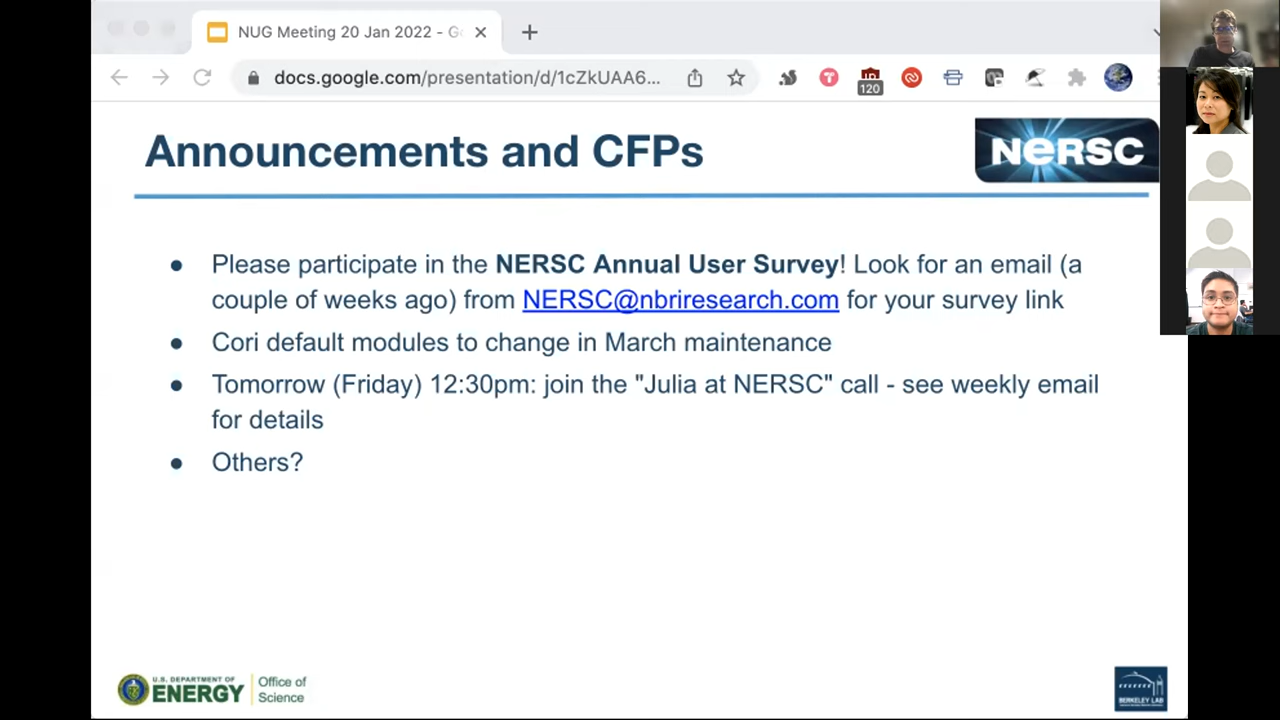 NUG Meeting 20 Jan 2022 - Go
docs.google.com/presentation/d/1cZkUAA6...
120
Announcements and CFPs
NERSC
Please participate in the NERSC Annual User Survey! Look for an email (a
couple of weeks ago) from NERSC@nbriresearch.com for your survey link
Cori default modules to change in March maintenance
Tomorrow (Friday) 12:30pm: join the "Julia at NERSC" call - see weekly email
for details
Others?
U.S. DEPARTMENT OF
ENERGY
Office of
Science
BERKELEY LAB